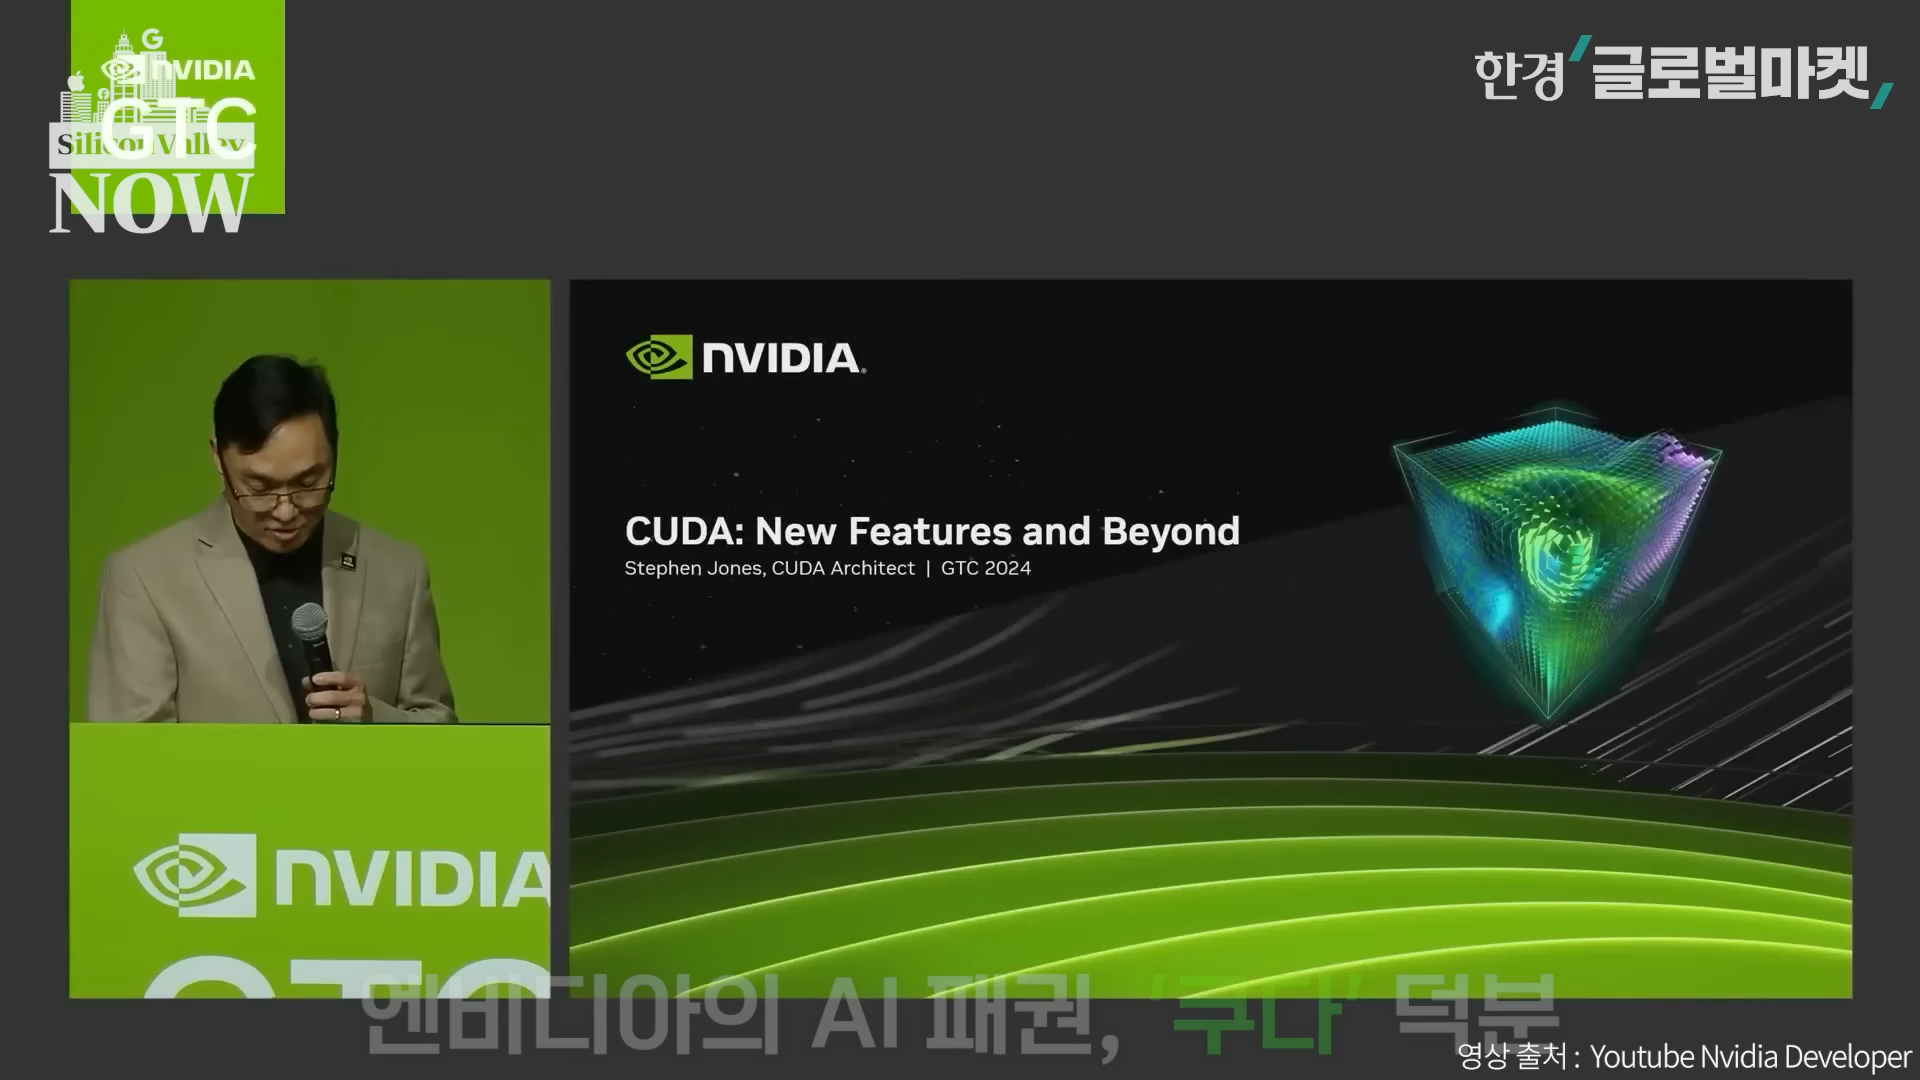 G
NVIDIA
GTC
SiliconValley
NOW
한경 글로벌마켓
NVIDIA
CUDA: New Features and Beyond
Stephen Jones, CUDA Architect | GTC 2024
NVIDIA
GTC
엔비디아의 AI 패권, '쿠다' 덕분
영상 출처 : Youtube Nvidia Developer